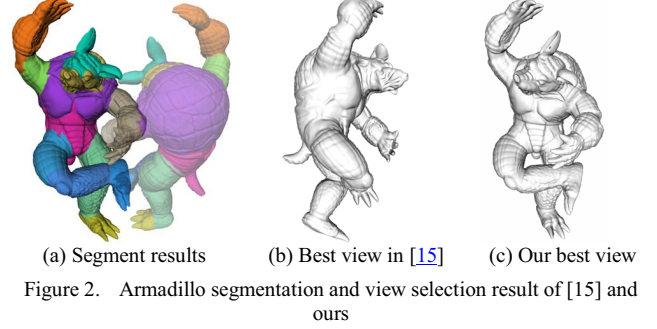 (a) Segment results
(b) Best view in [15]
(c) Our best view
Figure 2. Armadillo segmentation and view selection result of [15] and
ours